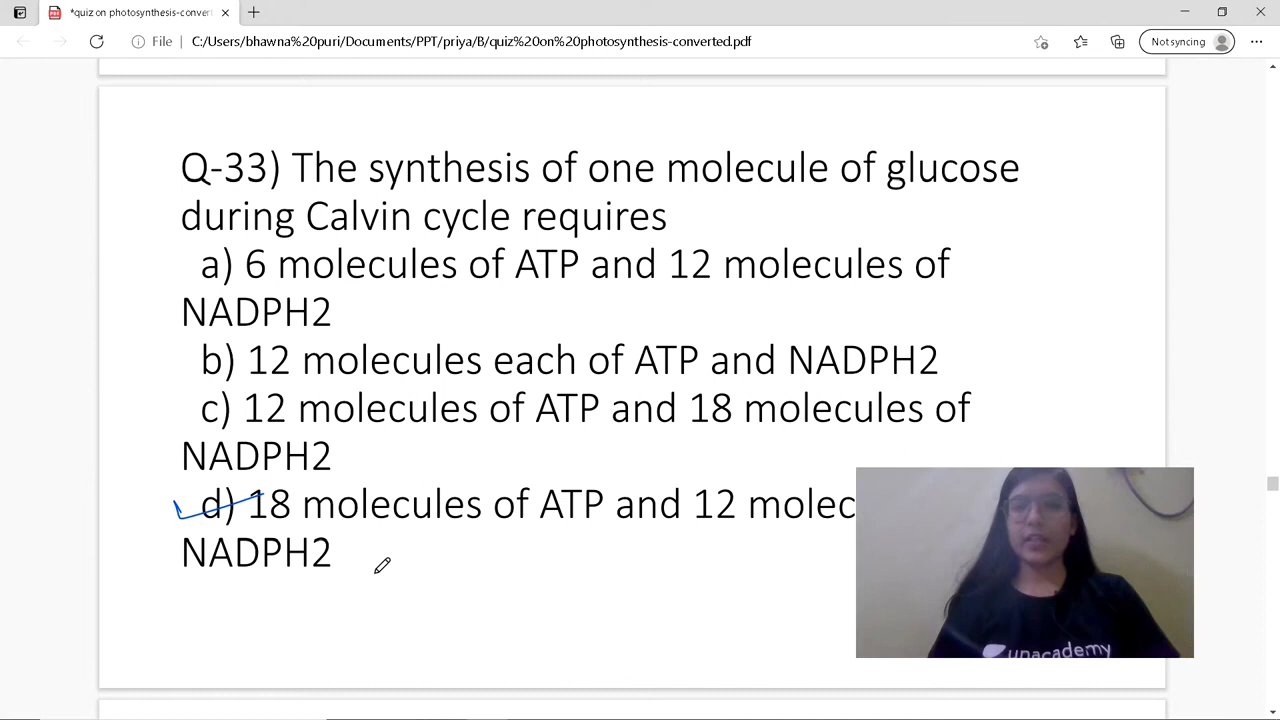 *quiz on photosynthesis-convert
File
C:/Users/bhawna%20puri/Documents/PPT/priya/B/quiz%20on%20photosynthesis-converted.pdf
Not syncing
Q-33) The synthesis of one molecule of glucose
during Calvin cycle requires
a) 6 molecules of ATP and 12 molecules of
NADPH2
b) 12 molecules each of ATP and NADPH2
c) 12 molecules of ATP and 18 molecules of
NADPH2
d) 18 molecules of ATP and 12 molec
NADPH2
unacademy